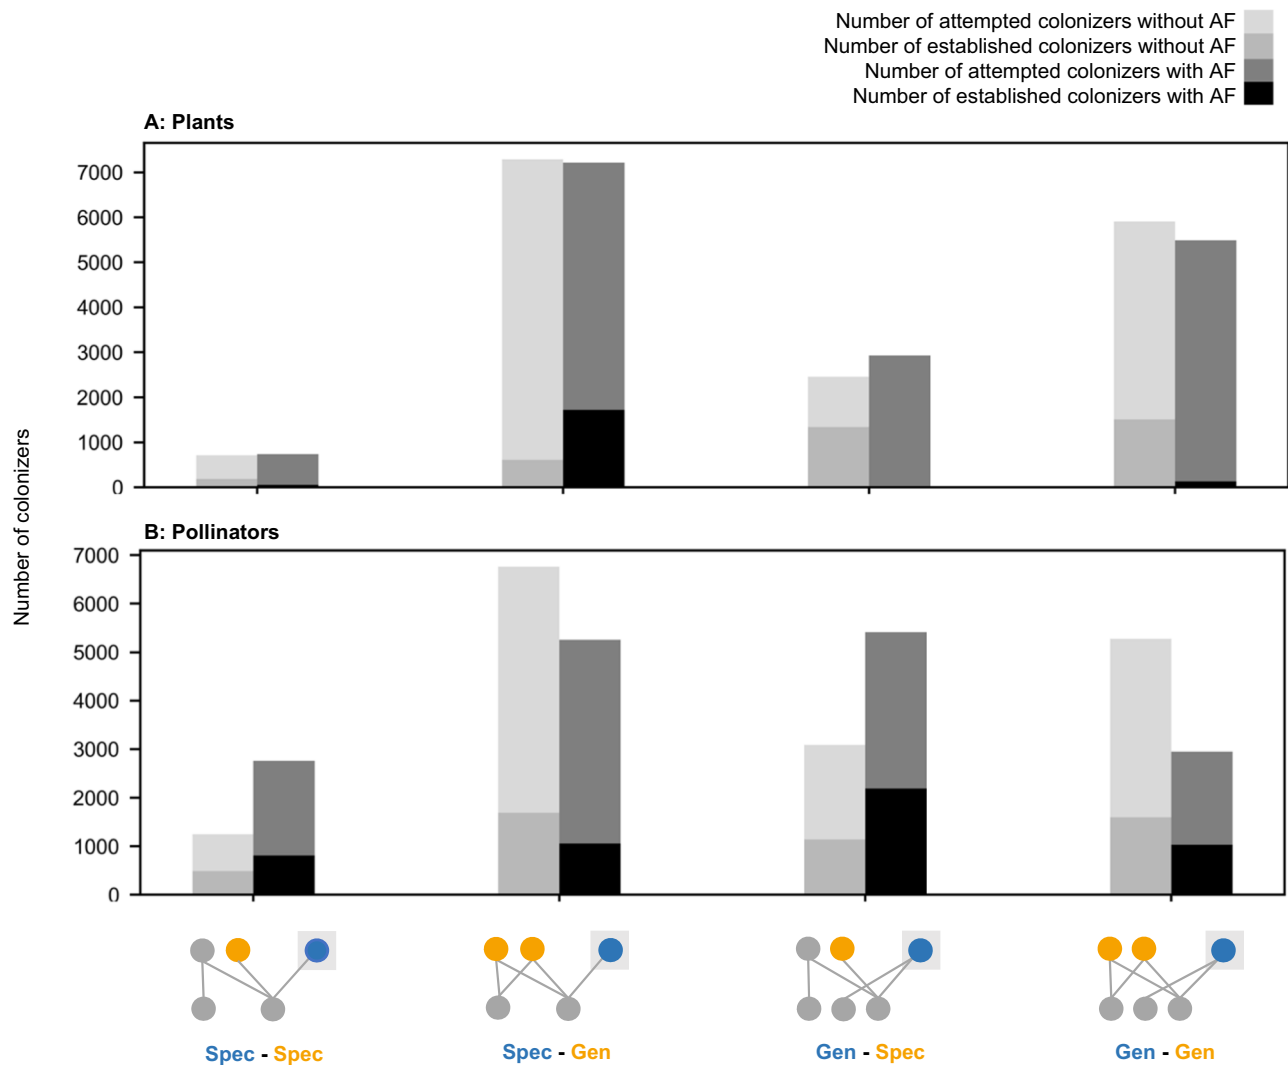 Number of attempted colonizers without AF
Number of established colonizers without AF
Number of attempted colonizers with AF
Number of established colonizers with AF
A: Plants
7000
6000
5000
4000
3000
2000
1000
0
Number of colonizers
B: Pollinators
7000
6000
5000
4000
3000
2000
1000
0
Spec - Spec
Spec - Gen
Gen - Spec
Gen - Gen